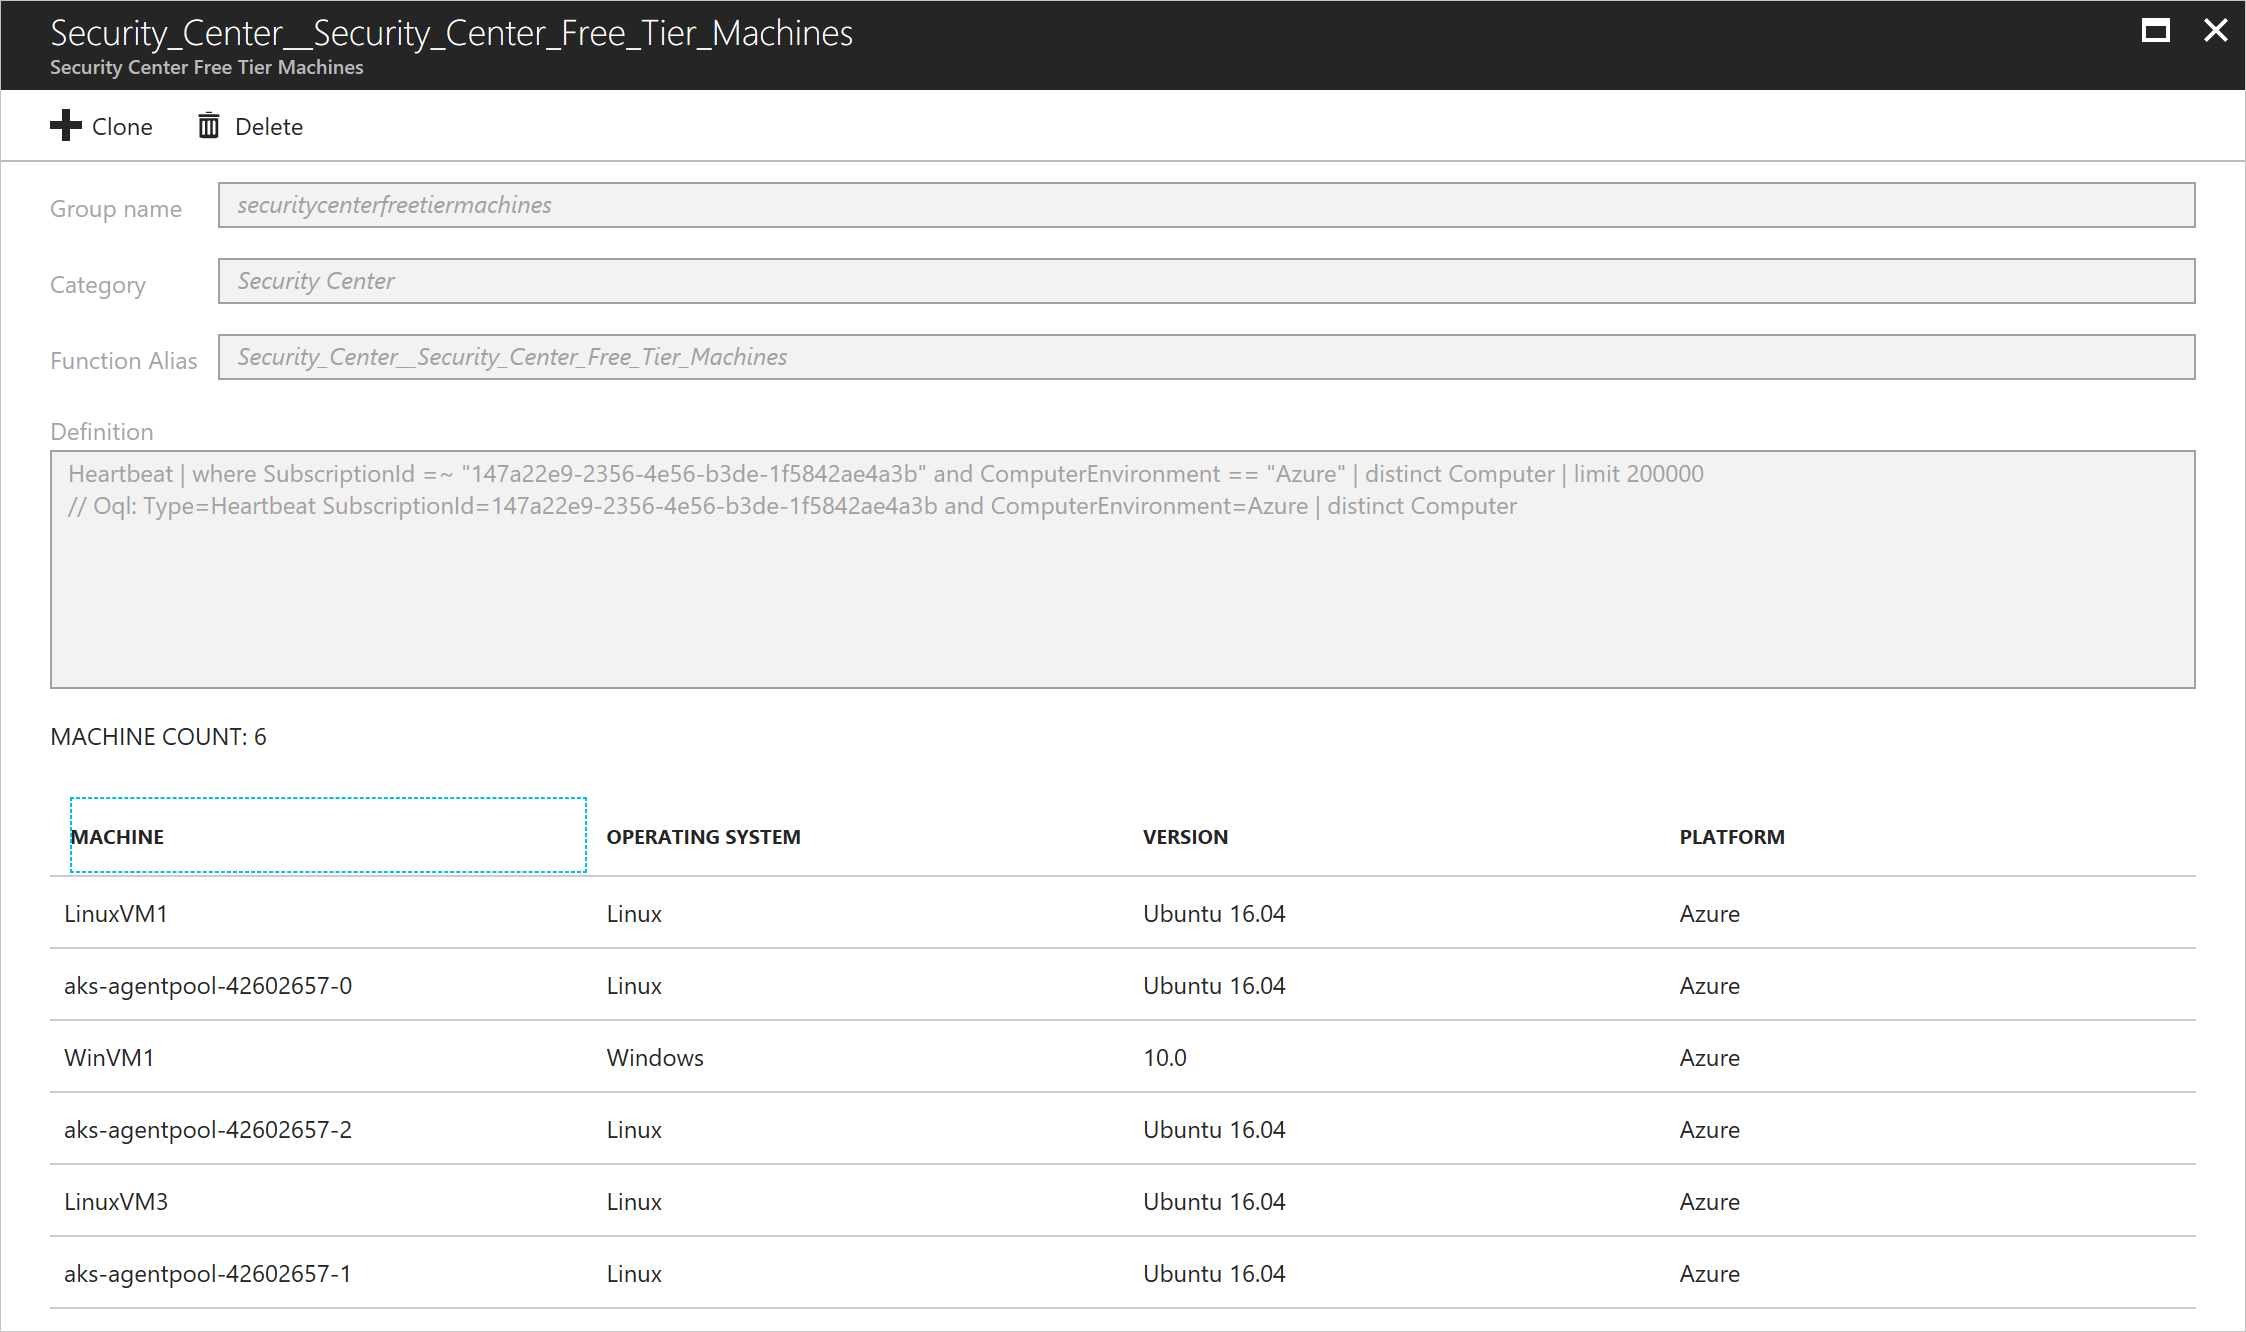 Security_Center__Security_Center_Free_Tier_Machines
Security Center Free Tier Machines
Clone Delete
Group name securitycenterfreetiermachines
Category Security Center
Function Alias Security_Center__Security_Center_Free_Tier_Machines
Definition
Heartbeat | where SubscriptionId =~ "147a22e9-2356-4e56-b3de-1f5842ae4a3b" and ComputerEnvironment == "Azure" | distinct Computer | limit 200000
// Oql: Type=Heartbeat SubscriptionId=147a22e9-2356-4e56-b3de-1f5842ae4a3b and ComputerEnvironment=Azure | distinct Computer
MACHINE COUNT: 6
MACHINE OPERATING SYSTEM VERSION PLATFORM
LinuxVM1 Linux Ubuntu 16.04 Azure
aks-agentpool-42602657-0 Linux Ubuntu 16.04 Azure
WinVM1 Windows 10.0 Azure
aks-agentpool-42602657-2 Linux Ubuntu 16.04 Azure
LinuxVM3 Linux Ubuntu 16.04 Azure
aks-agentpool-42602657-1 Linux Ubuntu 16.04 Azure